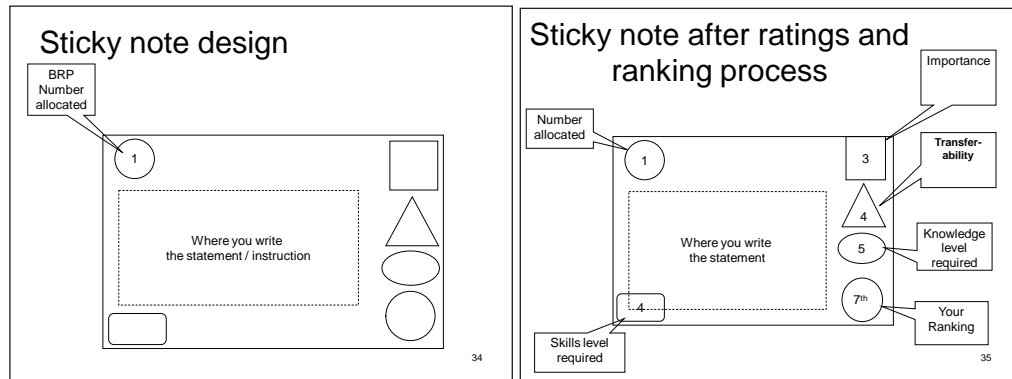 Sticky note design
BRP
Number
allocated
1
Where you write
the statement / instruction
34
Sticky note after ratings and
ranking process
Importance
Number
allocated
1
3
Transfer-
ability
4
Where you write
the statement
5
Knowledge
level
required
4
7th
Your
Ranking
Skills level
required
35